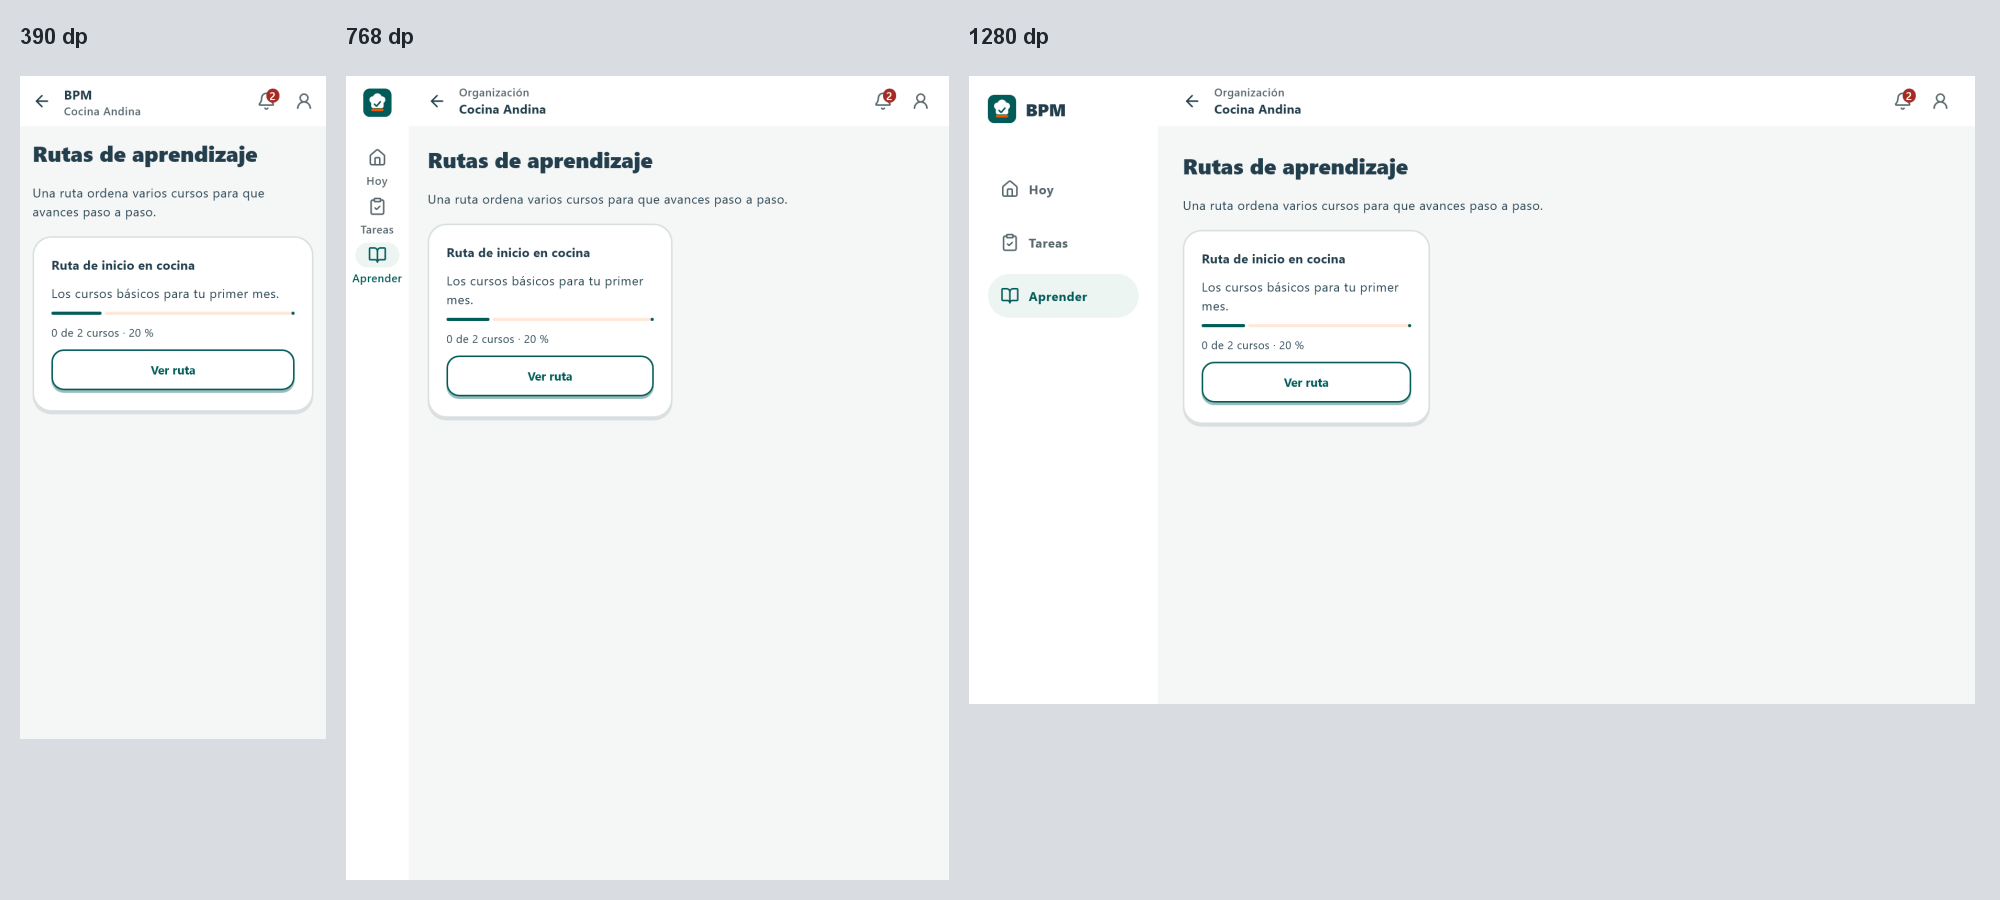 390 dp
BPM
Cocina Andina
2
Rutas de aprendizaje
Una ruta ordena varios cursos para que
avances paso a paso.
Ruta de inicio en cocina
Los cursos básicos para tu primer mes.
0 de 2 cursos · 20 %
Ver ruta
768 dp
Hoy
Tareas
Aprender
Organización
Cocina Andina
2
Rutas de aprendizaje
Una ruta ordena varios cursos para que avances paso a paso.
Ruta de inicio en cocina
Los cursos básicos para tu primer
mes.
0 de 2 cursos · 20 %
Ver ruta
1280 dp
BPM
Hoy
Tareas
Aprender
Organización
Cocina Andina
2
Rutas de aprendizaje
Una ruta ordena varios cursos para que avances paso a paso.
Ruta de inicio en cocina
Los cursos básicos para tu primer
mes.
0 de 2 cursos · 20 %
Ver ruta